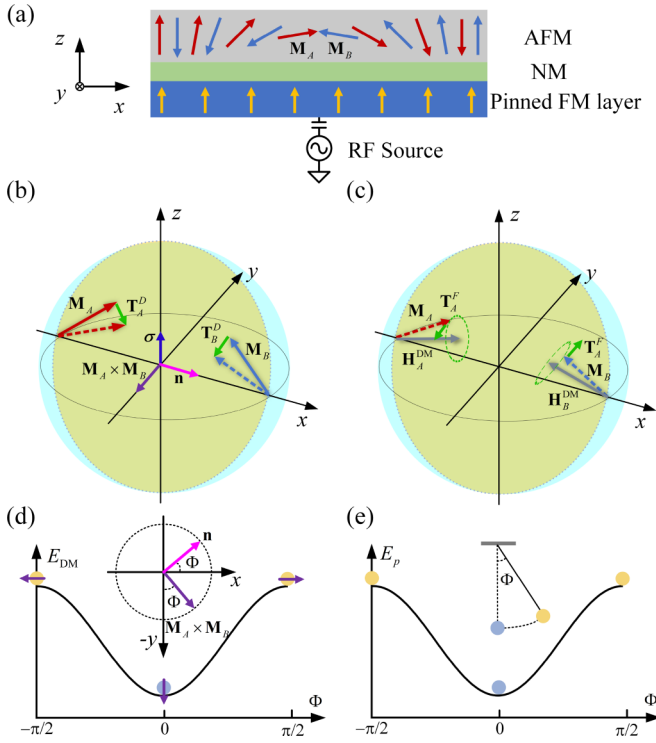 (a)
z
y
x
M_A
M_B
AFM
NM
Pinned FM layer
RF Source
(b)
z
y
M_A
T_A^D
σ
T_B^D
M_B
M_A × M_B
n
x
(c)
z
y
M_A
T_A^F
H_A^DM
T_A^F
M_B
H_B^DM
x
(d)
E_DM
n
Φ
x
Φ
M_A × M_B
-y
−π/2
0
π/2
Φ
(e)
E_p
Φ
−π/2
0
π/2
Φ